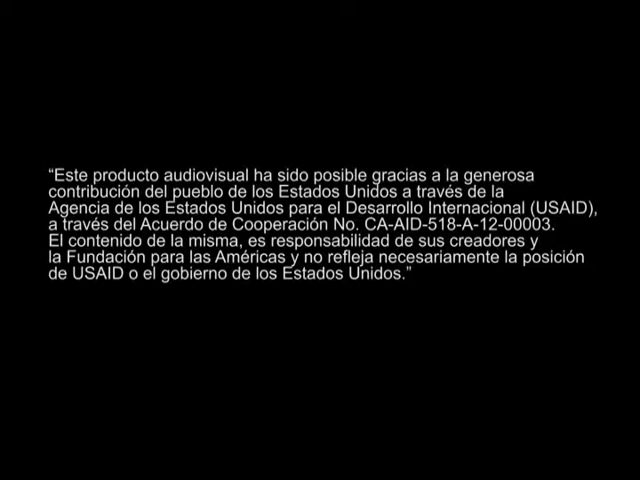 “Este producto audiovisual ha sido posible gracias a la generosa
contribución del pueblo de los Estados Unidos a través de la
Agencia de los Estados Unidos para el Desarrollo Internacional (USAID),
a través del Acuerdo de Cooperación No. CA-AID-518-A-12-00003.
El contenido de la misma, es responsabilidad de sus creadores y
la Fundación para las Américas y no refleja necesariamente la posición
de USAID o el gobierno de los Estados Unidos.”